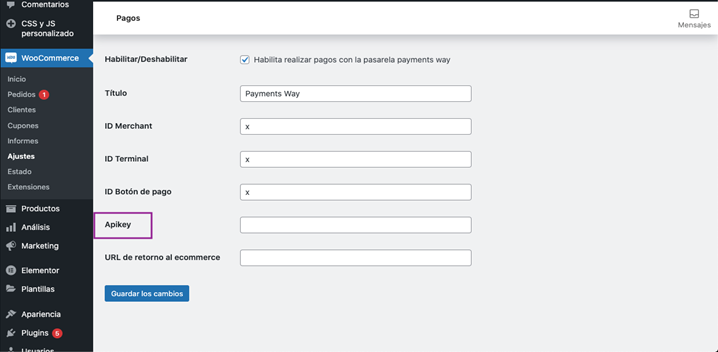 Comentarios
CSS y JS
personalizado
WooCommerce
Inicio
Pedidos 1
Clientes
Cupones
Informes
Ajustes
Estado
Extensiones
Productos
Análisis
Marketing
Elementor
Plantillas
Apariencia
Plugins 5
Usuarios
Pagos
Mensajes
Habilitar/Deshabilitar
Habilita realizar pagos con la pasarela payments way
Título
Payments Way
ID Merchant
x
ID Terminal
x
ID Botón de pago
x
Apikey
URL de retorno al ecommerce
Guardar los cambios